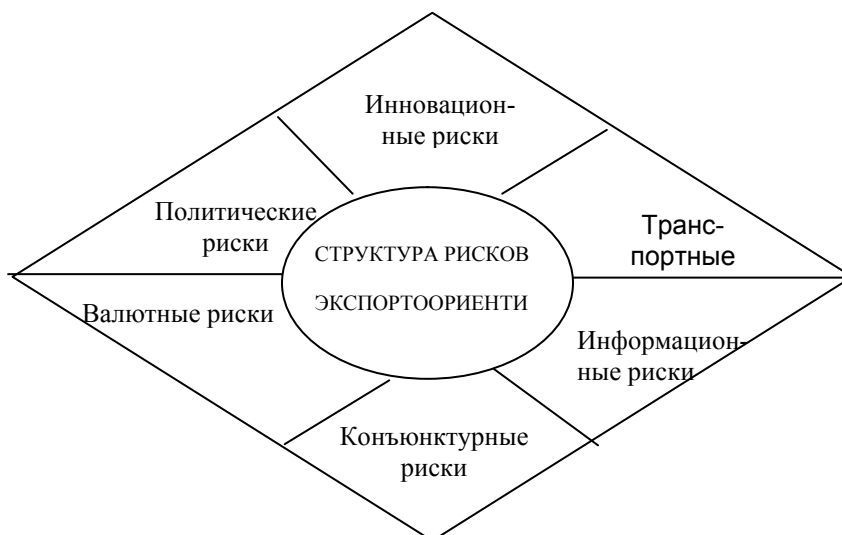 Инновацион-
ные риски
Политические
риски
Транс-
портные
СТРУКТУРА РИСКОВ
ЭКСПОРТООРИЕНТИ
Валютные риски
Информацион-
ные риски
Конъюнктурные
риски